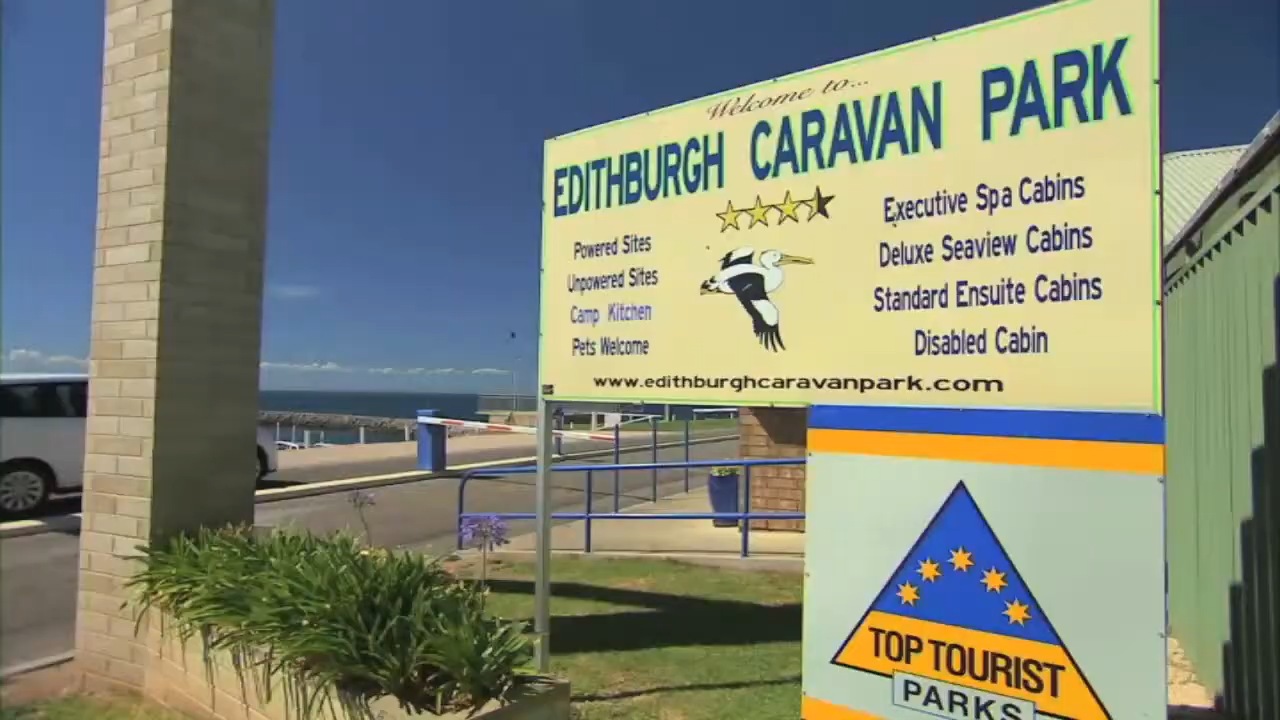 Welcome to...
EDITHBURGH CARAVAN PARK
Powered Sites
Unpowered Sites
Camp Kitchen
Pets Welcome
Executive Spa Cabins
Deluxe Seaview Cabins
Standard Ensuite Cabins
Disabled Cabin
www.edithburghcaravanpark.com
TOP TOURIST
PARKS